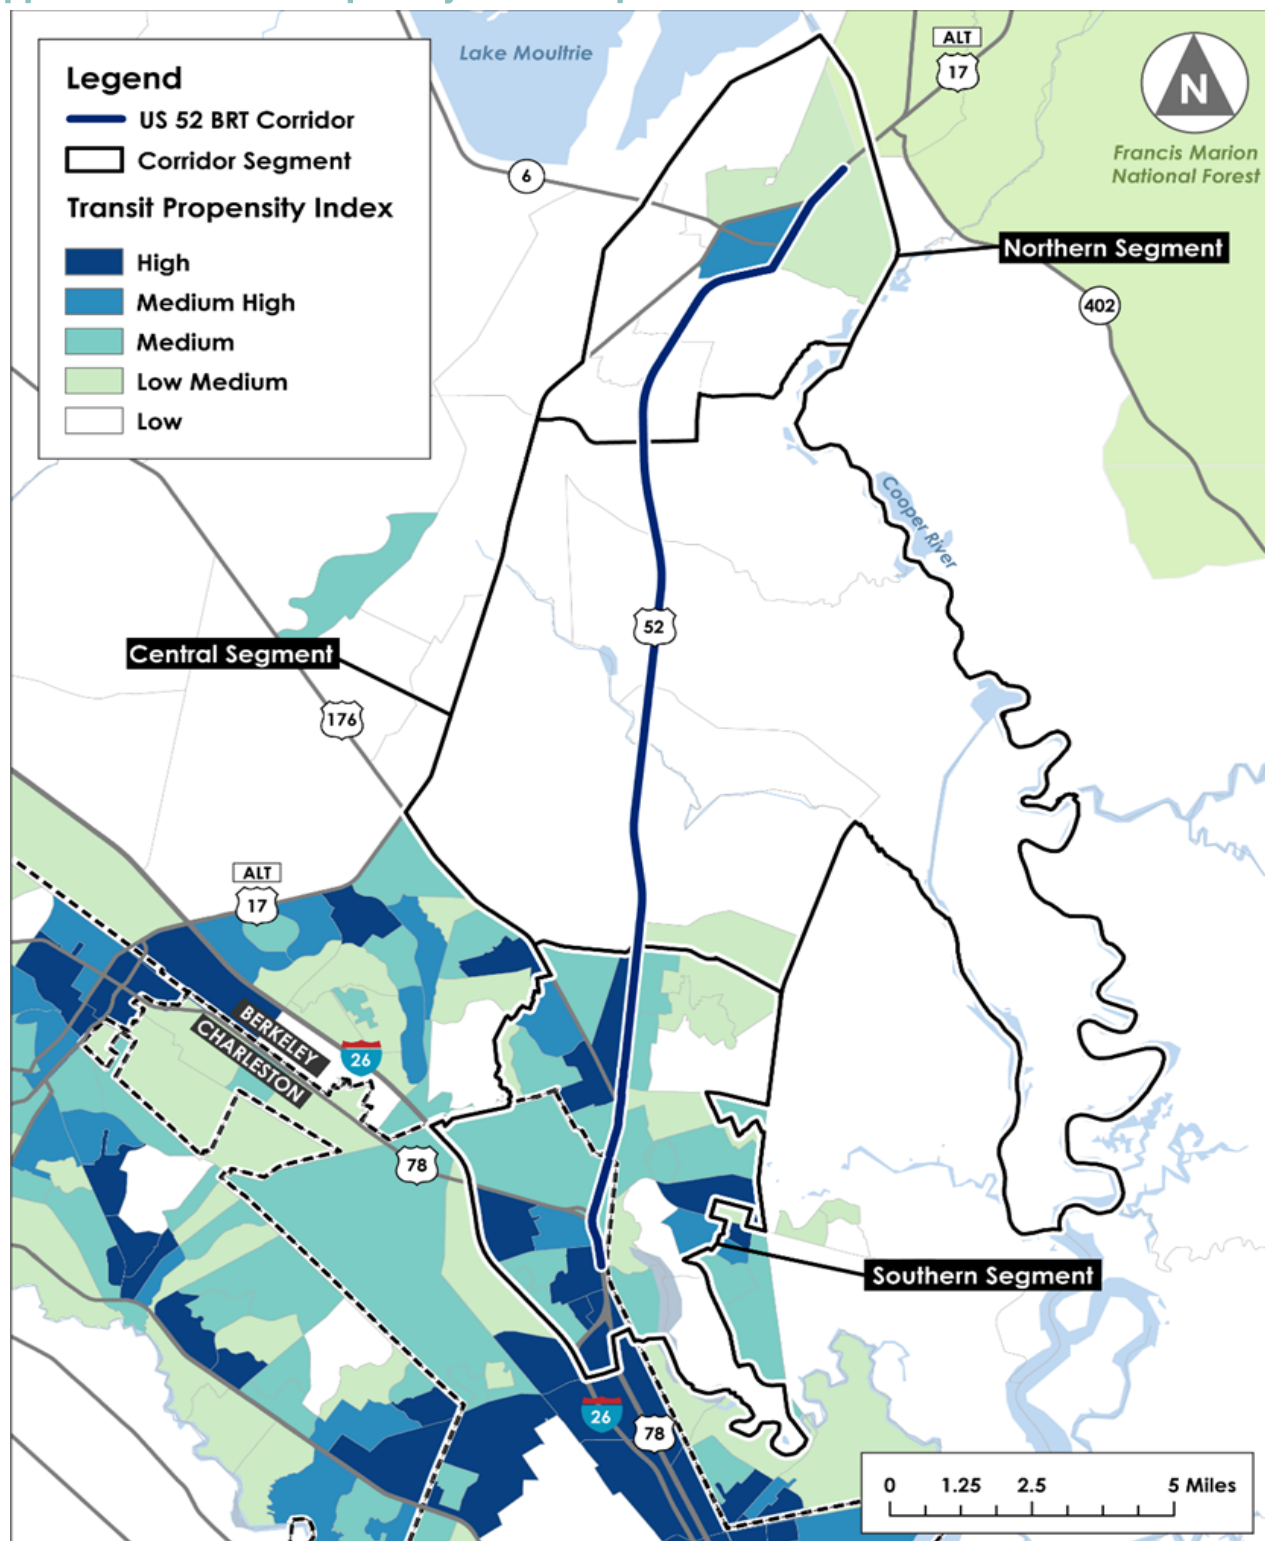 Lake Moultrie
ALT
17
N
Francis Marion
National Forest
Legend
US 52 BRT Corridor
Corridor Segment
Transit Propensity Index
High
Medium High
Medium
Low Medium
Low
6
Northern Segment
402
Cooper River
52
Central Segment
176
ALT
17
BERKELEY
CHARLESTON
26
78
Southern Segment
26
78
0 1.25 2.5 5 Miles